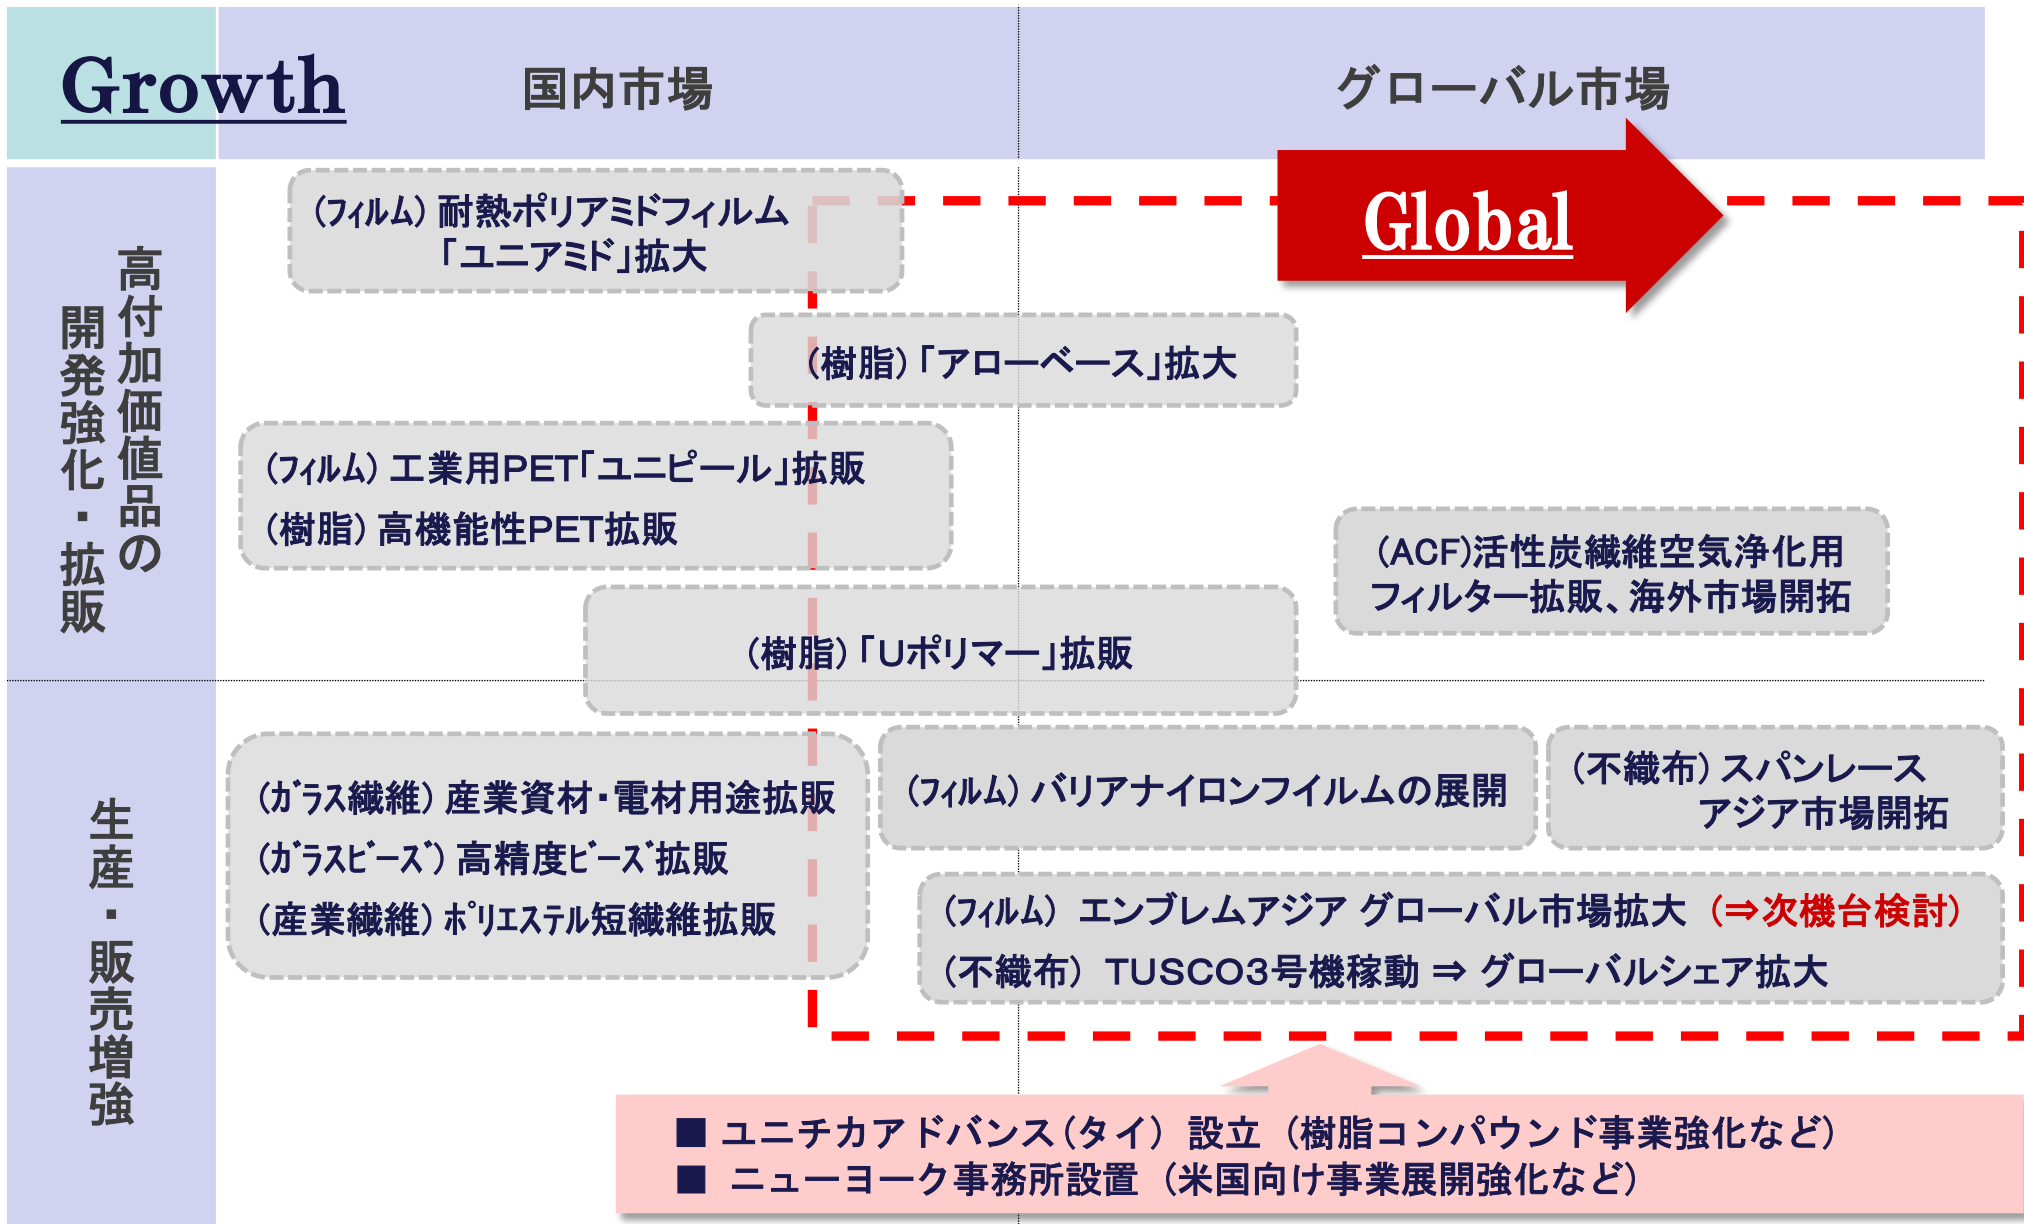 Growth
国内市場
グローバル市場
Global
高付加価値品の
開発強化・拡販
(フィルム) 耐熱ポリアミドフィルム
「ユニアミド」拡大
(樹脂)「アローベース」拡大
(フィルム) 工業用PET「ユニピール」拡販
(樹脂) 高機能性PET拡販
(ACF)活性炭繊維空気浄化用
フィルター拡販、海外市場開拓
(樹脂)「Uポリマー」拡販
生産・販売増強
(ガラス繊維) 産業資材・電材用途拡販
(ガラスビーズ) 高精度ビーズ拡販
(産業繊維) ポリエステル短繊維拡販
(フィルム) バリアナイロンフイルムの展開
(不織布) スパンレース
アジア市場開拓
(フィルム) エンブレムアジア グローバル市場拡大 (⇒次機台検討)
(不織布) TUSCO3号機稼動 ⇒ グローバルシェア拡大
■ ユニチカアドバンス(タイ) 設立 (樹脂コンパウンド事業強化など)
■ ニューヨーク事務所設置 (米国向け事業展開強化など)